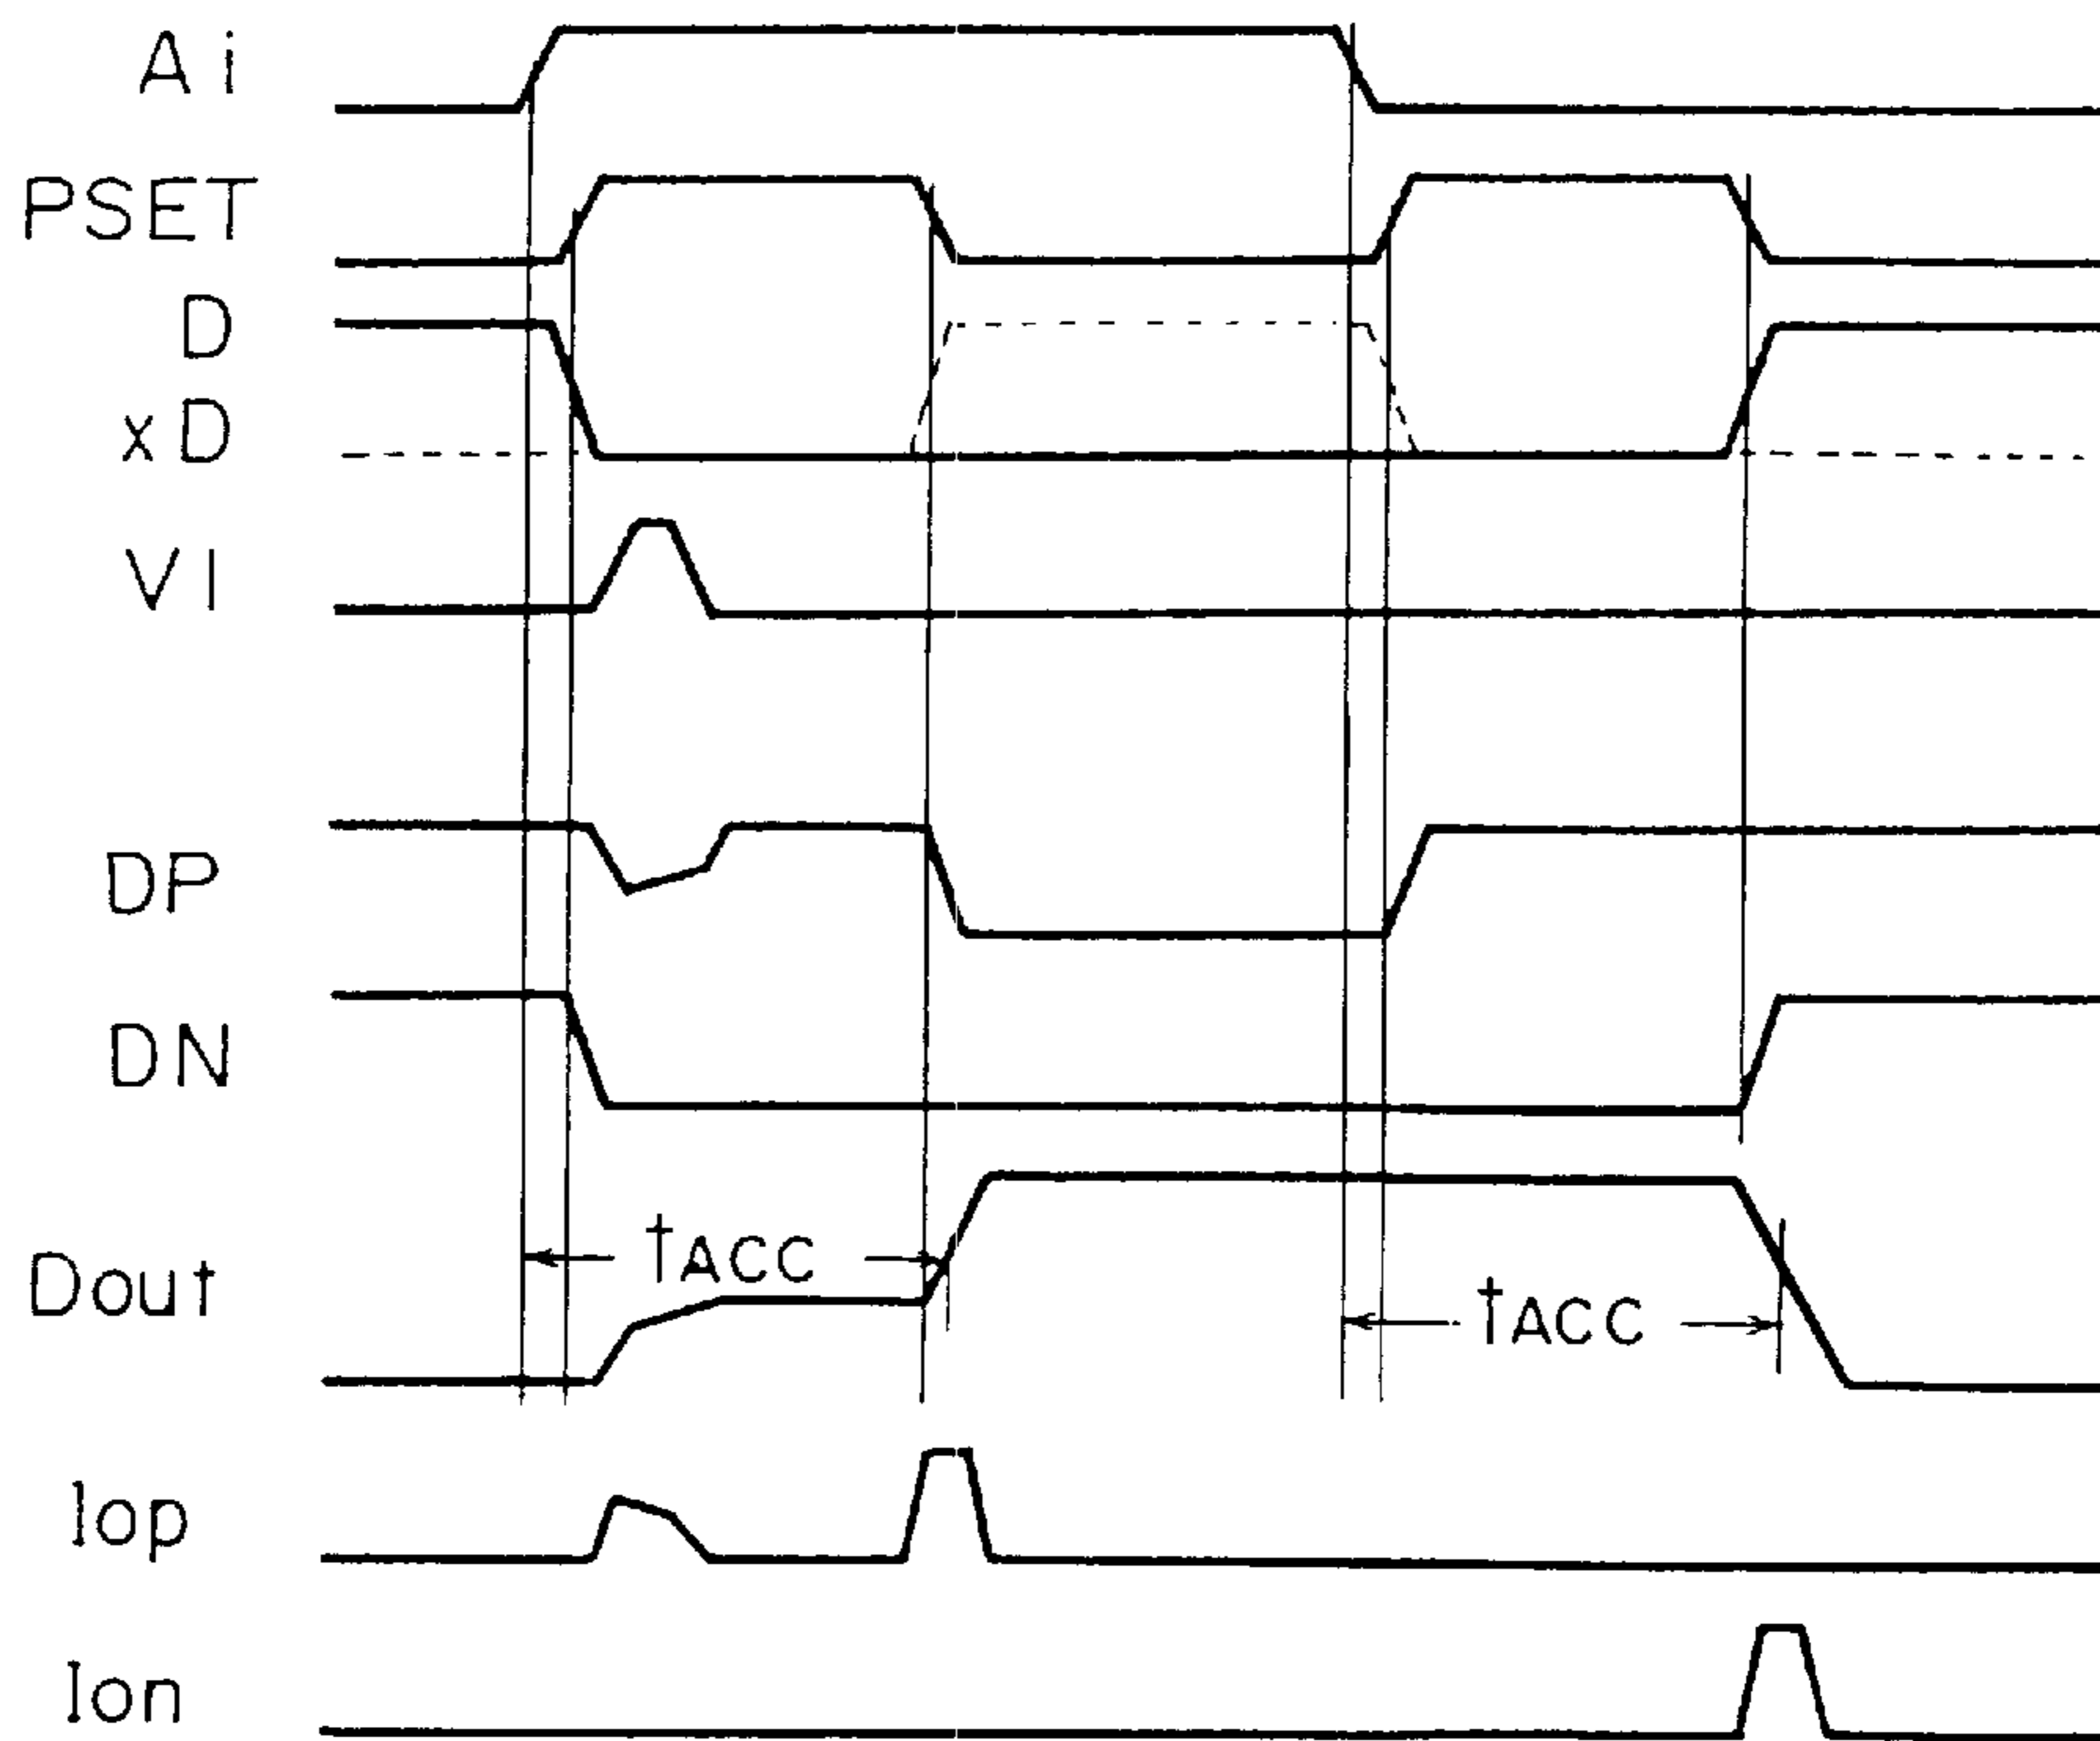 Ai
PSET
D
xD
VI
DP
DN
Dout
tACC
tACC
Iop
Ion